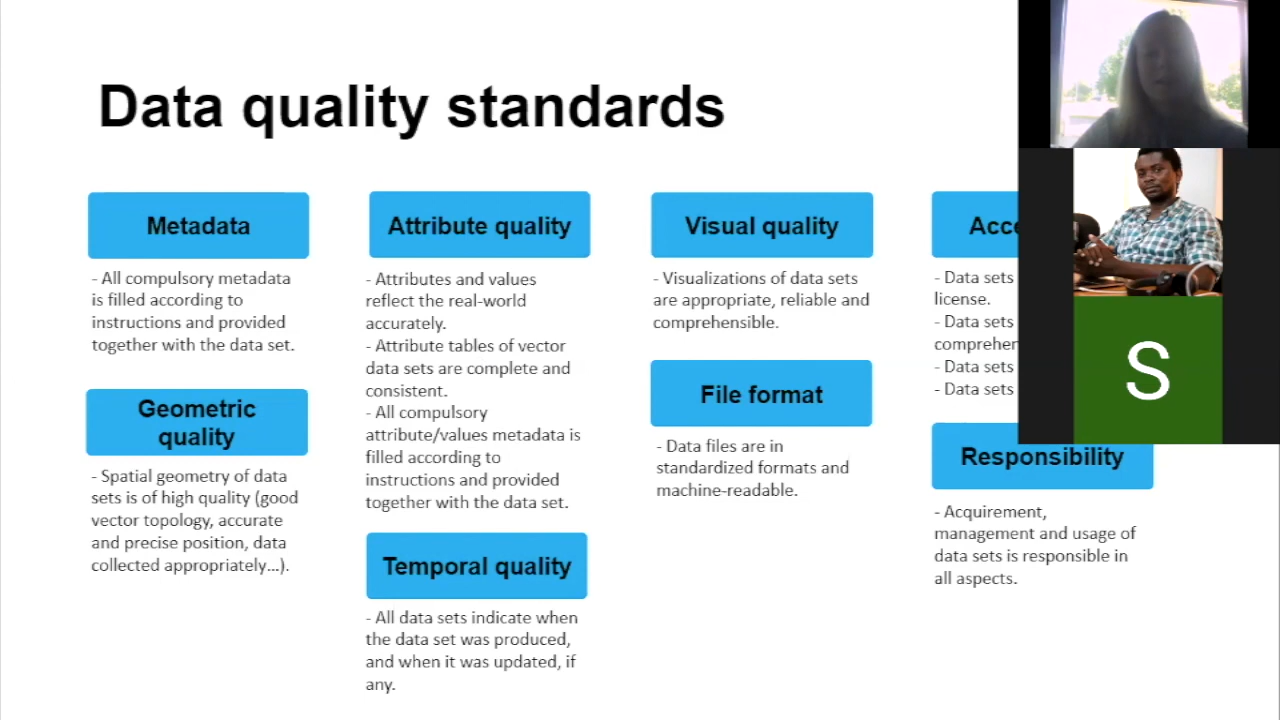 Data quality standards
Metadata
- All compulsory metadata
is filled according to
instructions and provided
together with the data set.
Geometric
quality
- Spatial geometry of data
sets is of high quality (good
vector topology, accurate
and precise position, data
collected appropriately…).
Attribute quality
- Attributes and values
reflect the real-world
accurately.
- Attribute tables of vector
data sets are complete and
consistent.
- All compulsory
attribute/values metadata is
filled according to
instructions and provided
together with the data set.
Temporal quality
- All data sets indicate when
the data set was produced,
and when it was updated, if
any.
Visual quality
- Visualizations of data sets
are appropriate, reliable and
comprehensible.
File format
- Data files are in
standardized formats and
machine-readable.
- Data sets
license.
- Data sets
- Data sets
- Data sets
Responsibility
- Acquirement,
management and usage of
data sets is responsible in
all aspects.
S